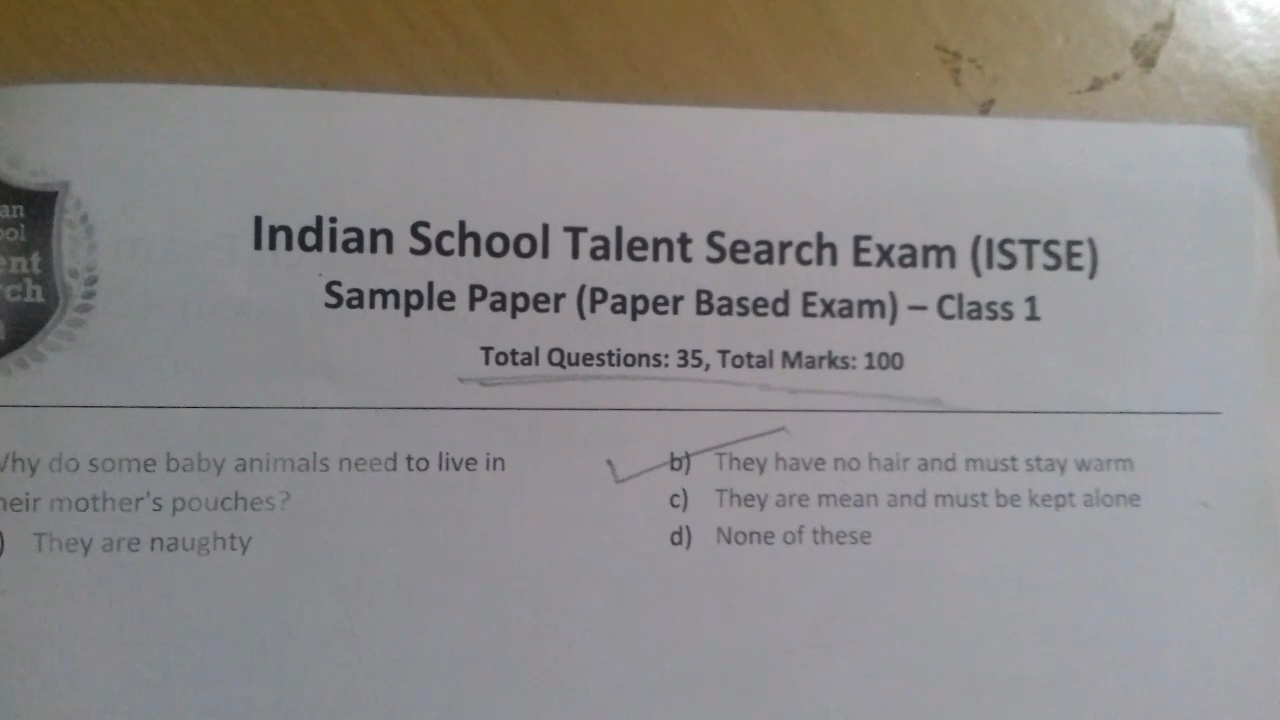 Indian School Talent Search Exam (ISTSE)
Sample Paper (Paper Based Exam) – Class 1
Total Questions: 35, Total Marks: 100
Why do some baby animals need to live in
their mother's pouches?
) They are naughty
b) They have no hair and must stay warm
c) They are mean and must be kept alone
d) None of these